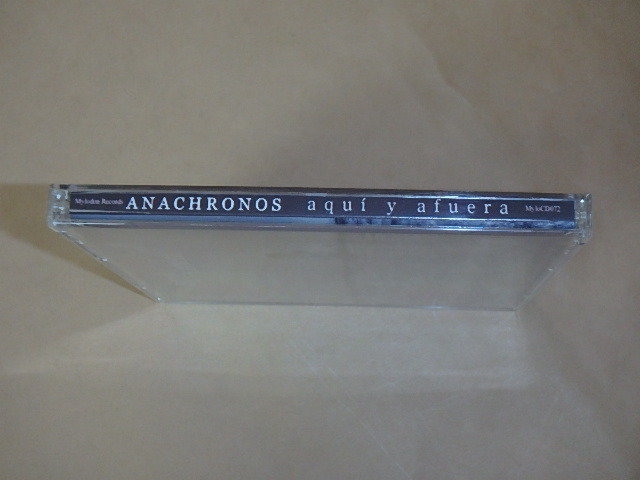 Mylodon Records ANACHRONOS aquí y afuera MyloCD072